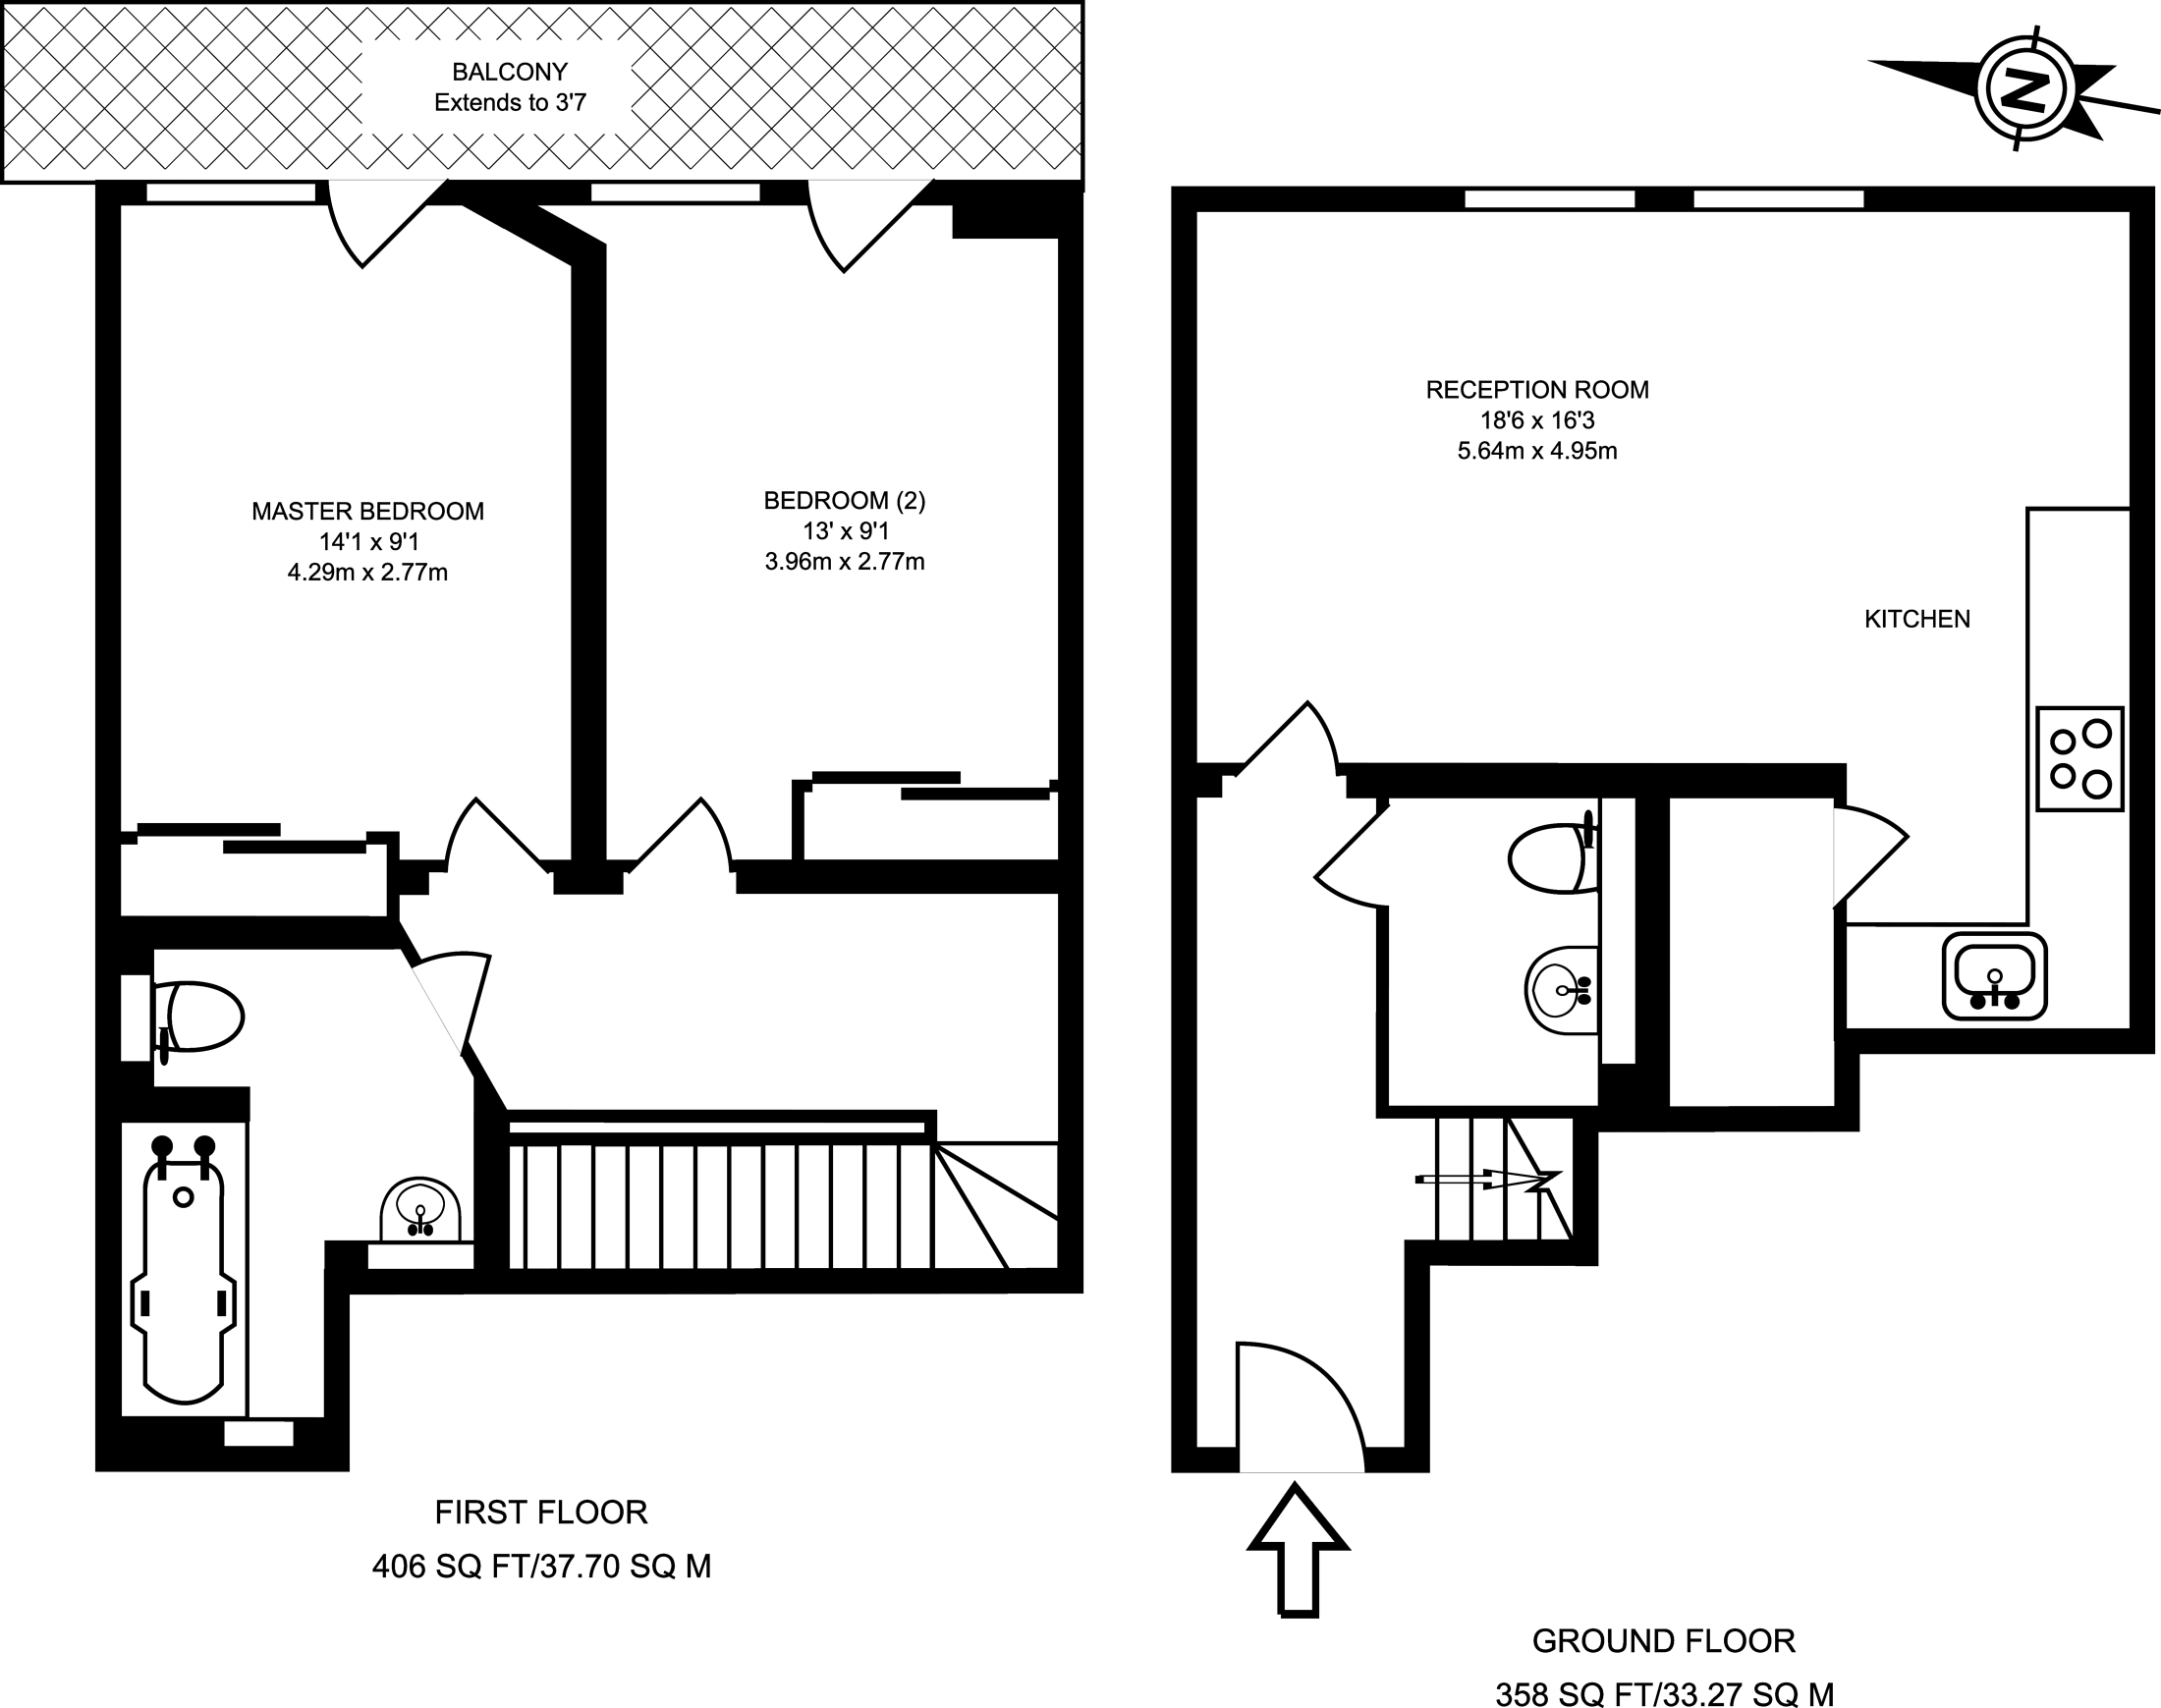 BALCONY
Extends to 3'7
N
MASTER BEDROOM
14'1 x 9'1
4.29m x 2.77m
BEDROOM (2)
13' x 9'1
3.96m x 2.77m
FIRST FLOOR
406 SQ FT/37.70 SQ M
RECEPTION ROOM
18'6 x 16'3
5.64m x 4.95m
KITCHEN
GROUND FLOOR
358 SQ FT/33.27 SQ M